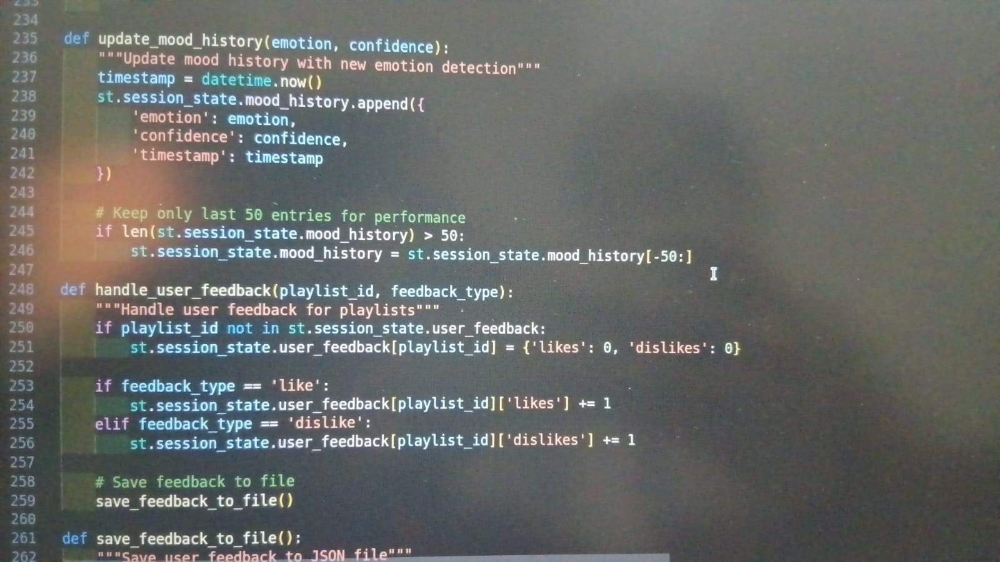 233
234
235 def update_mood_history(emotion, confidence):
236     """Update mood history with new emotion detection"""
237     timestamp = datetime.now()
238     st.session_state.mood_history.append({
239         'emotion': emotion,
240         'confidence': confidence,
241         'timestamp': timestamp
242     })
243
244     # Keep only last 50 entries for performance
245     if len(st.session_state.mood_history) > 50:
246         st.session_state.mood_history = st.session_state.mood_history[-50:]
247
248 def handle_user_feedback(playlist_id, feedback_type):
249     """Handle user feedback for playlists"""
250     if playlist_id not in st.session_state.user_feedback:
251         st.session_state.user_feedback[playlist_id] = {'likes': 0, 'dislikes': 0}
252
253     if feedback_type == 'like':
254         st.session_state.user_feedback[playlist_id]['likes'] += 1
255     elif feedback_type == 'dislike':
256         st.session_state.user_feedback[playlist_id]['dislikes'] += 1
257
258     # Save feedback to file
259     save_feedback_to_file()
260
261 def save_feedback_to_file():
262     """Save user feedback to JSON file"""